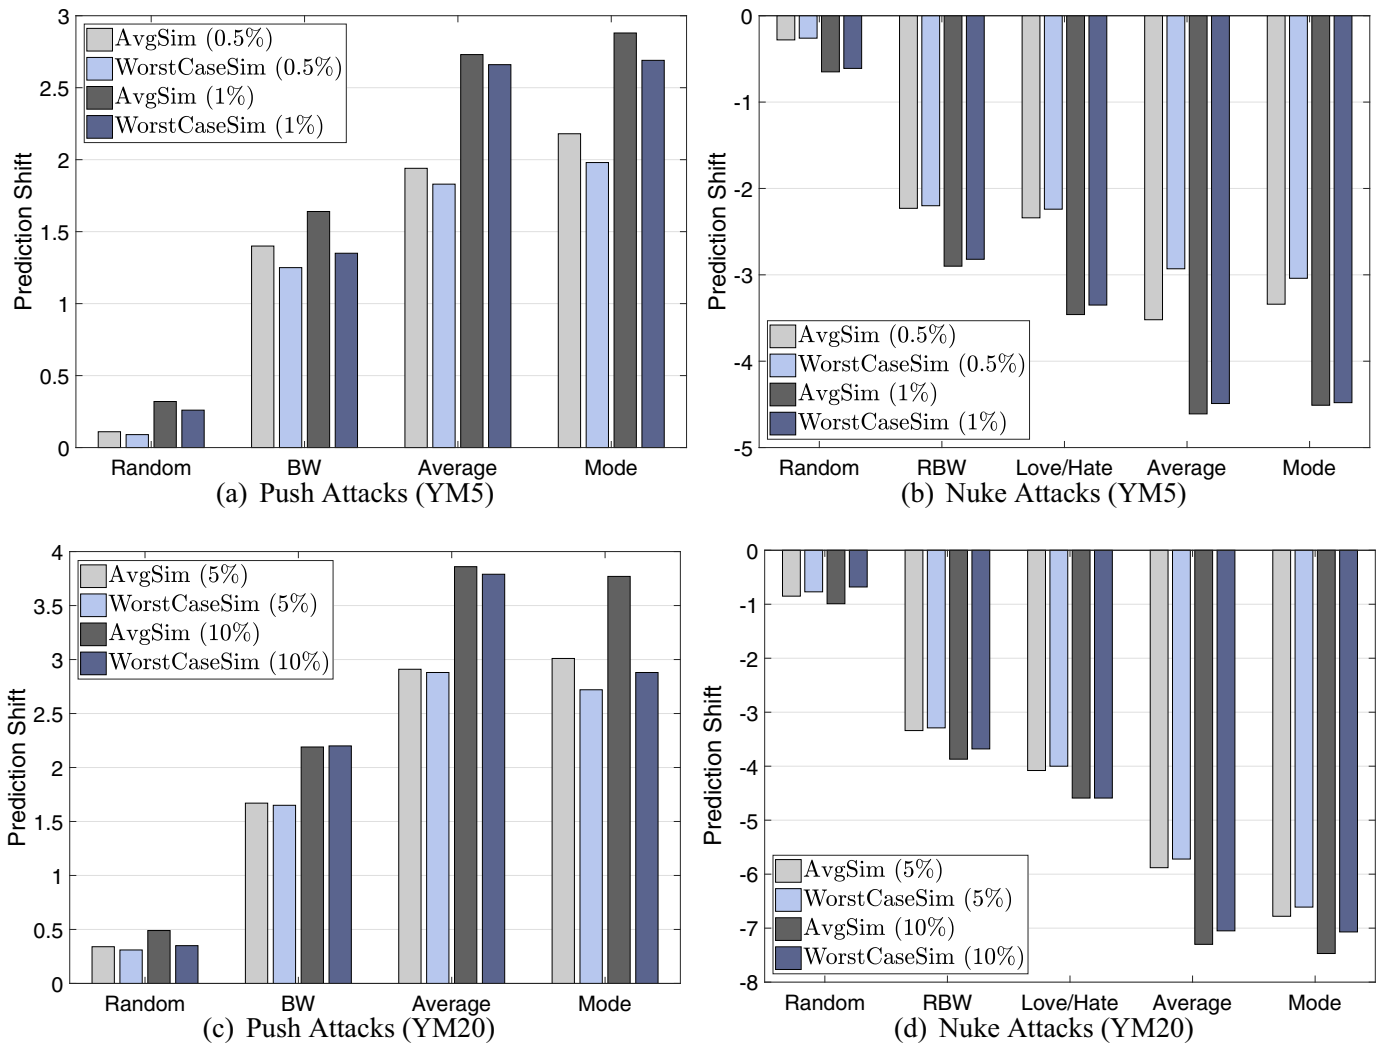 3
2.5
2
1.5
1
0.5
0
Prediction Shift
AvgSim (0.5%)
WorstCaseSim (0.5%)
AvgSim (1%)
WorstCaseSim (1%)
Random BW Average Mode
(a) Push Attacks (YM5)
0
-1
-2
-3
-4
-5
Prediction Shift
AvgSim (0.5%)
WorstCaseSim (0.5%)
AvgSim (1%)
WorstCaseSim (1%)
Random RBW Love/Hate Average Mode
(b) Nuke Attacks (YM5)
4
3.5
3
2.5
2
1.5
1
0.5
0
Prediction Shift
AvgSim (5%)
WorstCaseSim (5%)
AvgSim (10%)
WorstCaseSim (10%)
Random BW Average Mode
(c) Push Attacks (YM20)
0
-1
-2
-3
-4
-5
-6
-7
-8
Prediction Shift
AvgSim (5%)
WorstCaseSim (5%)
AvgSim (10%)
WorstCaseSim (10%)
Random RBW Love/Hate Average Mode
(d) Nuke Attacks (YM20)